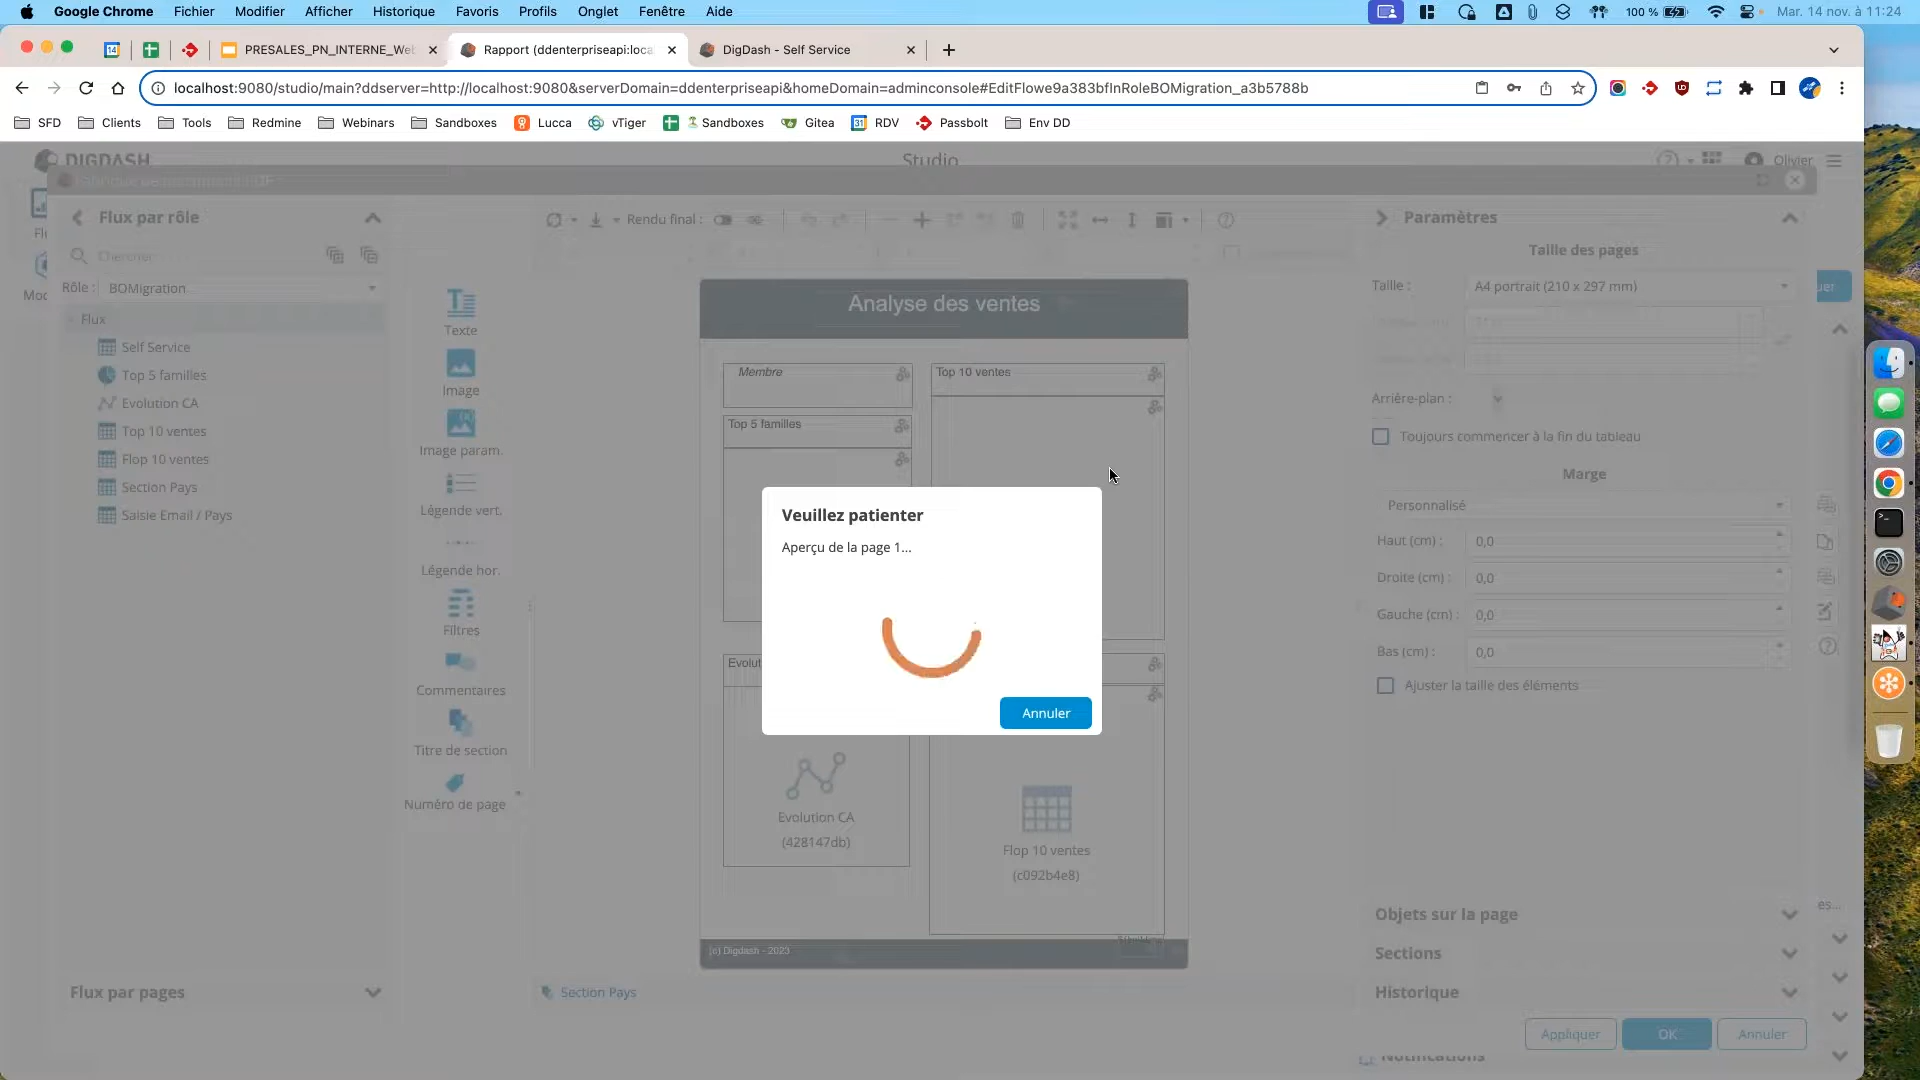 Google Chrome Fichier Modifier Afficher Historique Favoris Profils Onglet Fenêtre Aide 100 % Mar. 14 nov. à 11:24
PRESALES_PN_INTERNE_Web Rapport (ddenterpriseapi:loca DigDash - Self Service
localhost:9080/studio/main?ddserver=http://localhost:9080&serverDomain=ddenterpriseapi&homeDomain=adminconsole#EditFlowe9a383bfInRoleBOMigration_a3b5788b
SFD Clients Tools Redmine Webinars Sandboxes Lucca vTiger Sandboxes Gitea RDV Passbolt Env DD
DIGDASH Studio Olivier
Flux par rôle
Chercher
Rôle : BOMigration
Flux
Self Service
Top 5 familles
Evolution CA
Top 10 ventes
Flop 10 ventes
Section Pays
Saisie Email / Pays
Flux par pages
Texte
Image
Image param.
Légende vert.
Légende hor.
Filtres
Commentaires
Titre de section
Numéro de page
Rendu final :
Analyse des ventes
Membre
Top 10 ventes
Top 5 familles
Evolut
Evolution CA
(428147db)
Flop 10 ventes
(c092b4e8)
(c) Digdash - 2023
Section Pays
Veuillez patienter
Aperçu de la page 1...
Annuler
Paramètres
Taille des pages
Taille : A4 portrait (210 x 297 mm)
Arrière-plan :
Toujours commencer à la fin du tableau
Marge
Personnalisé
Haut (cm) : 0,0
Droite (cm) : 0,0
Gauche (cm) : 0,0
Bas (cm) : 0,0
Ajuster la taille des éléments
Objets sur la page
Sections
Historique
Appliquer OK Annuler
Notifications